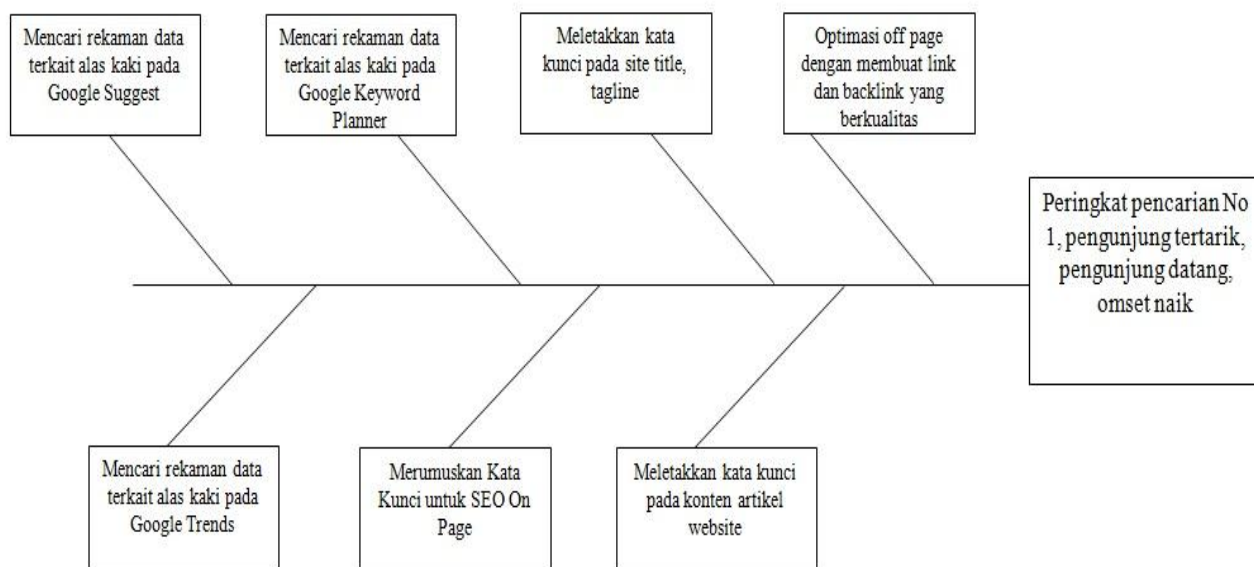 Mencari rekaman data
terkait alas kaki pada
Google Suggest
Mencari rekaman data
terkait alas kaki pada
Google Keyword
Planner
Meletakkan kata
kunci pada site title,
tagline
Optimasi off page
dengan membuat link
dan backlink yang
berkualitas
Peringkat pencarian No
1, pengunjung tertarik,
pengunjung datang,
omset naik
Mencari rekaman data
terkait alas kaki pada
Google Trends
Merumuskan Kata
Kunci untuk SEO On
Page
Meletakkan kata kunci
pada konten artikel
website